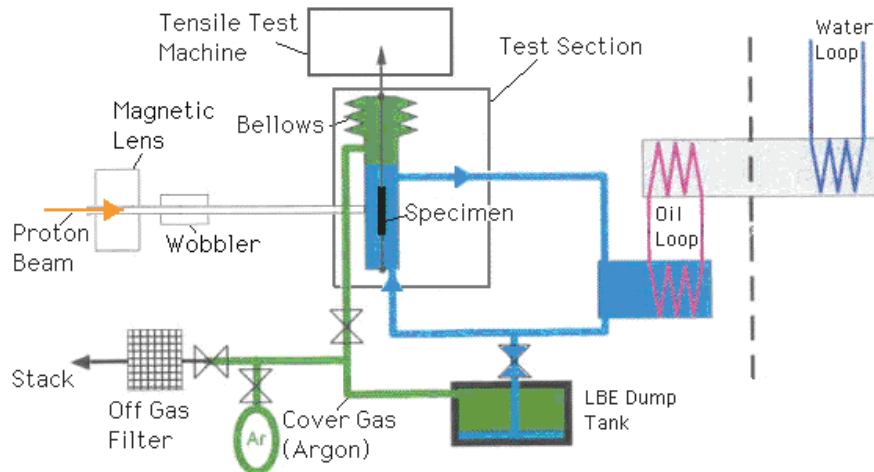 Tensile Test
Machine
Test Section
Water
Loop
Magnetic
Lens
Bellows
Specimen
Oil
Loop
Proton
Beam
Wobbler
Stack
Off Gas
Filter
Ar
Cover Gas
(Argon)
LBE Dump
Tank